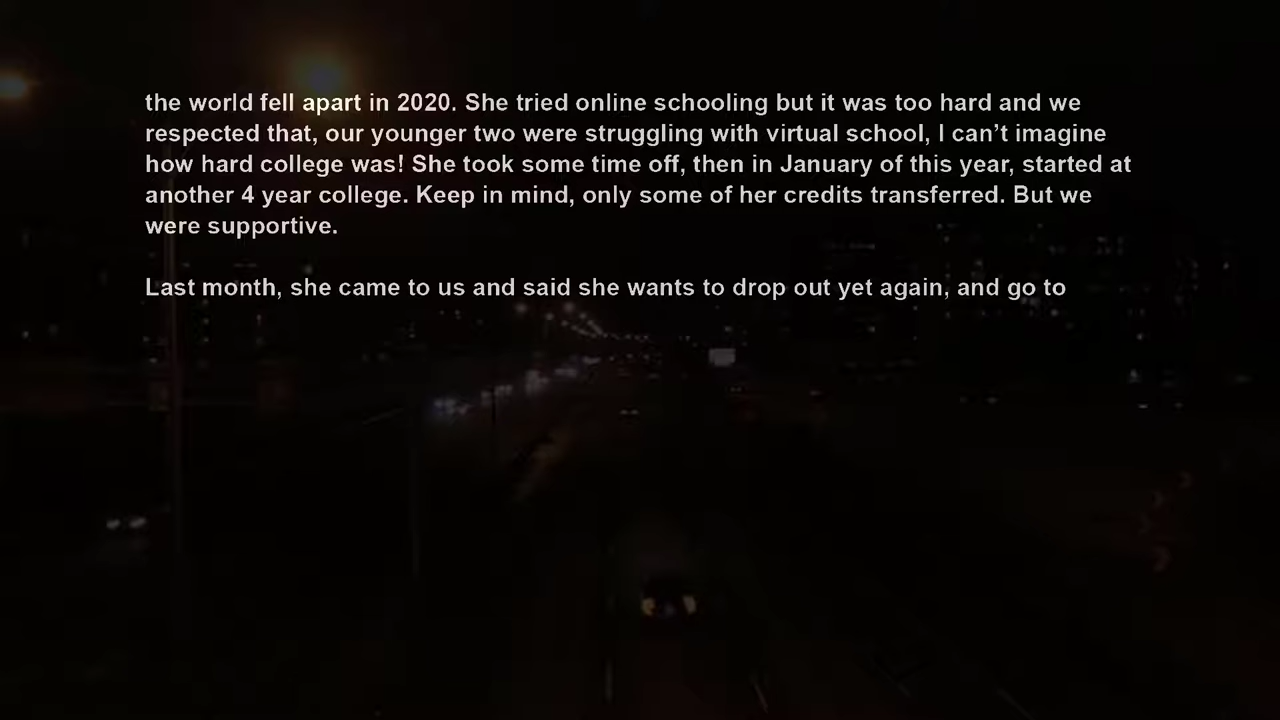 the world fell apart in 2020. She tried online schooling but it was too hard and we
respected that, our younger two were struggling with virtual school, I can’t imagine
how hard college was! She took some time off, then in January of this year, started at
another 4 year college. Keep in mind, only some of her credits transferred. But we
were supportive.
Last month, she came to us and said she wants to drop out yet again, and go to